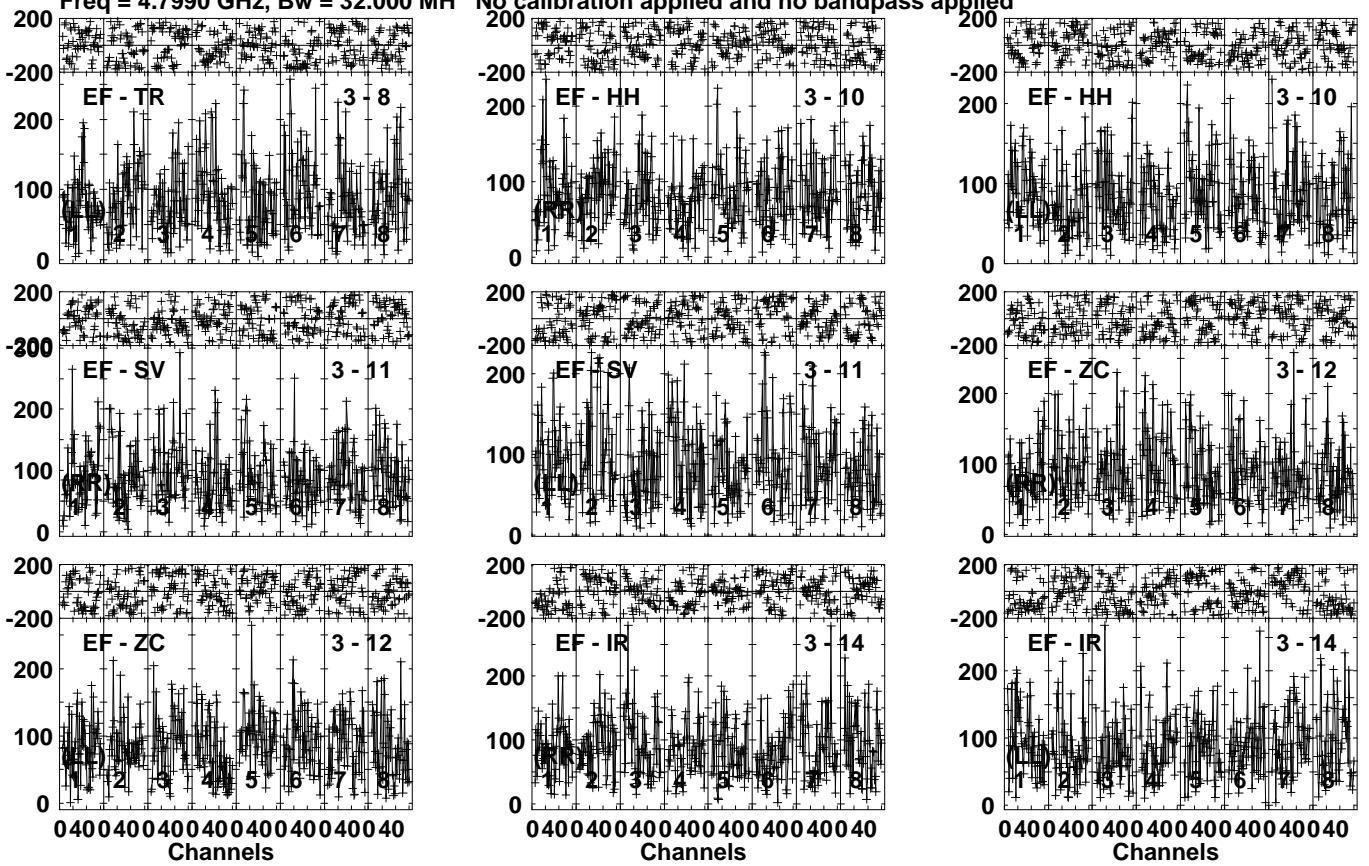 Freq = 4.7990 GHz, Bw = 32.000 MH No calibration applied and no bandpass applied
200 200 200
-200 -200 -200
EF - TR 3 - 8 EF - HH 3 - 10 EF - HH 3 - 10
200 200 200
100 100 100
(LL) (RR) (LL)
1 2 3 4 5 6 7 8 1 2 3 4 5 6 7 8
2 3 4 5 6 7 8
0 0 0
200 200 200
-200 -200 -200
300
EF - SV 3 - 11 EF - SV 3 - 11 EF - ZC 3 - 12
200 200 200
100 100 100
(RR) (LL) (RR)
1 2 3 4 5 6 7 8 1 2 3 4 5 6 7 8 1 2 3 4 5 6 7 8
0 0 0
200 200 200
-200 -200 -200
EF - ZC 3 - 12 EF - IR 3 - 14 EF - IR 3 - 14
200 200 200
100 100 100
(LL) (RR) (LL)
1 2 3 4 5 6 7 8 1 2 3 4 5 6 7 8 1 2 3 4 5 6 7 8
0 0 0
0 40 0 40 0 40 0 40 0 40 0 40 0 40 0 40 0 40 0 40 0 40 0 40 0 40 0 40 0 40 0 40 0 40 0 40 0 40 0 40 0 40 0 40 0 40 0 40
Channels Channels Channels